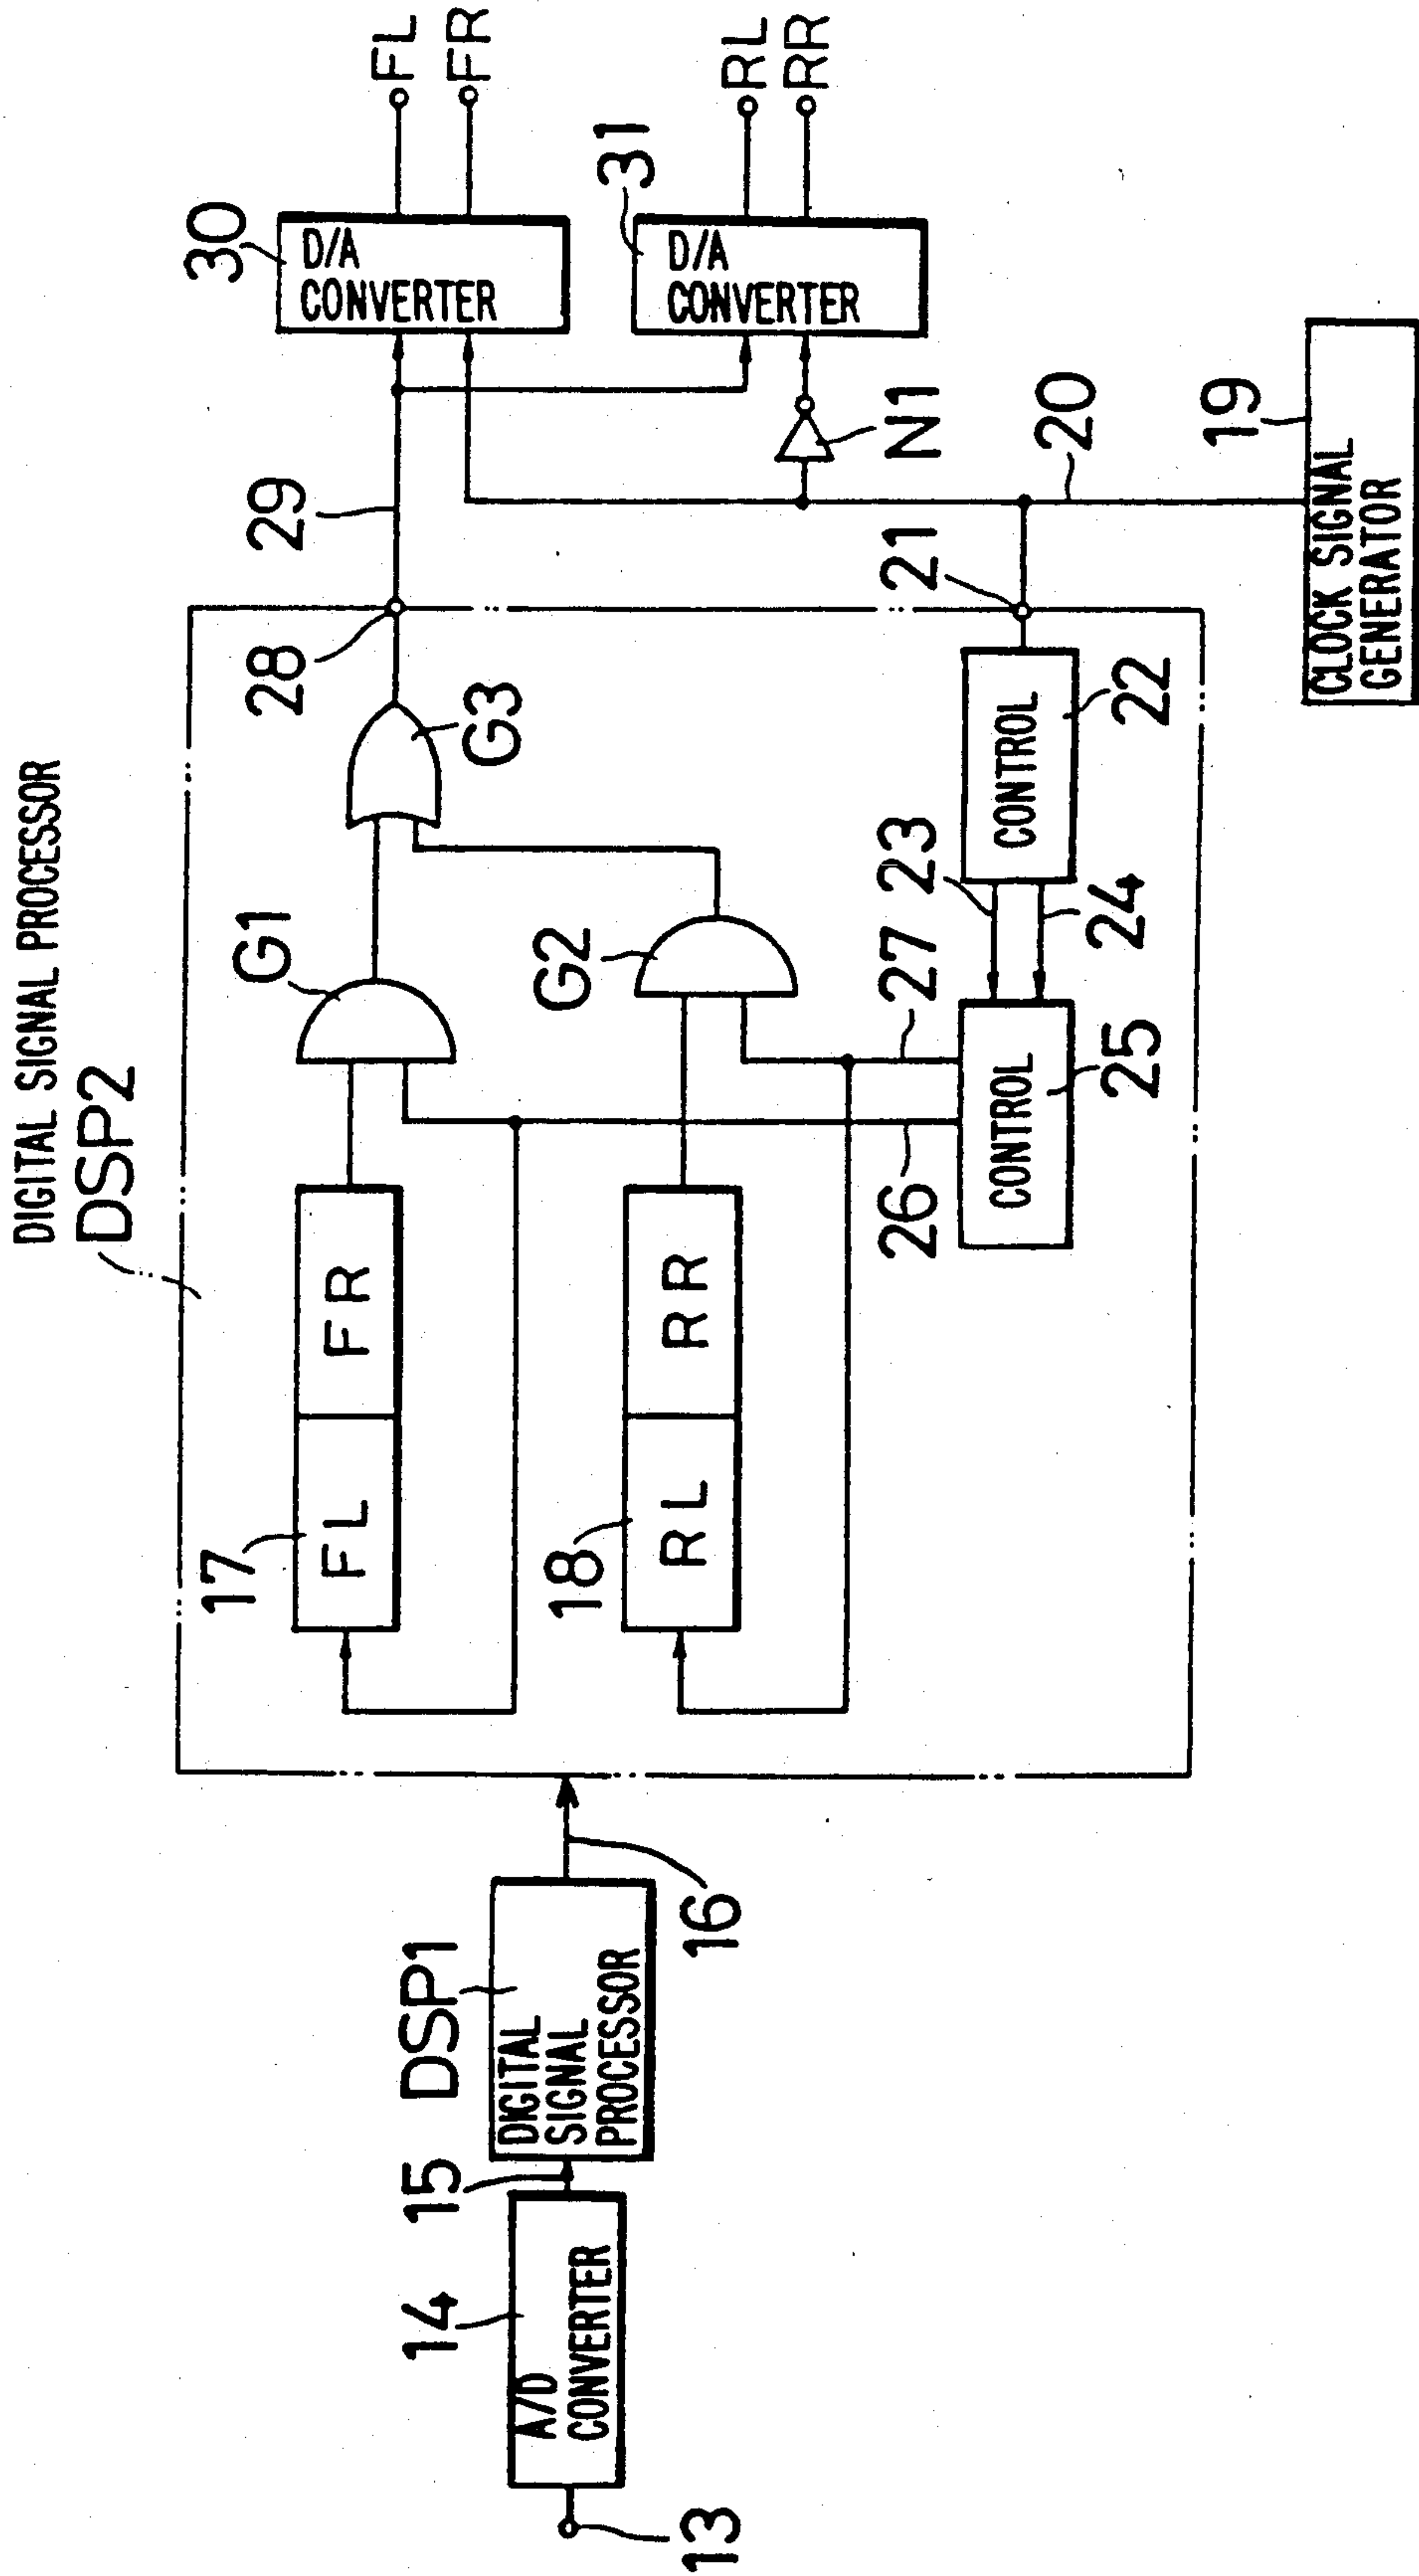 DIGITAL SIGNAL PROCESSOR
DSP2
13
14
A/D
CONVERTER
15
DSP1
DIGITAL
SIGNAL
PROCESSOR
16
17
FL
FR
18
RL
RR
G1
G2
G3
26
27
25
CONTROL
23
24
22
CONTROL
21
28
29
20
19
CLOCK SIGNAL
GENERATOR
N1
30
D/A
CONVERTER
31
D/A
CONVERTER
FL
FR
RL
RR